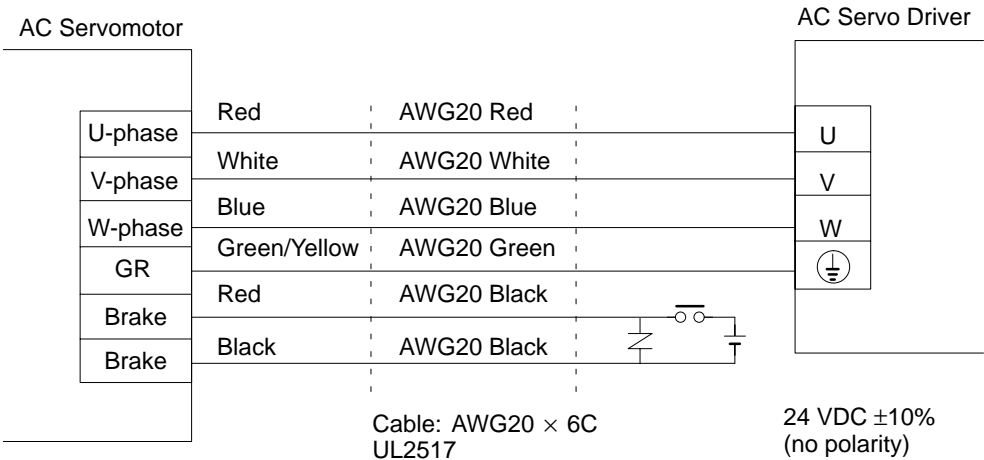 AC Servomotor
AC Servo Driver
U-phase
Red
AWG20 Red
U
V-phase
White
AWG20 White
V
W-phase
Blue
AWG20 Blue
W
GR
Green/Yellow
AWG20 Green
Brake
Red
AWG20 Black
Brake
Black
AWG20 Black
Cable: AWG20 × 6C
UL2517
24 VDC ±10%
(no polarity)